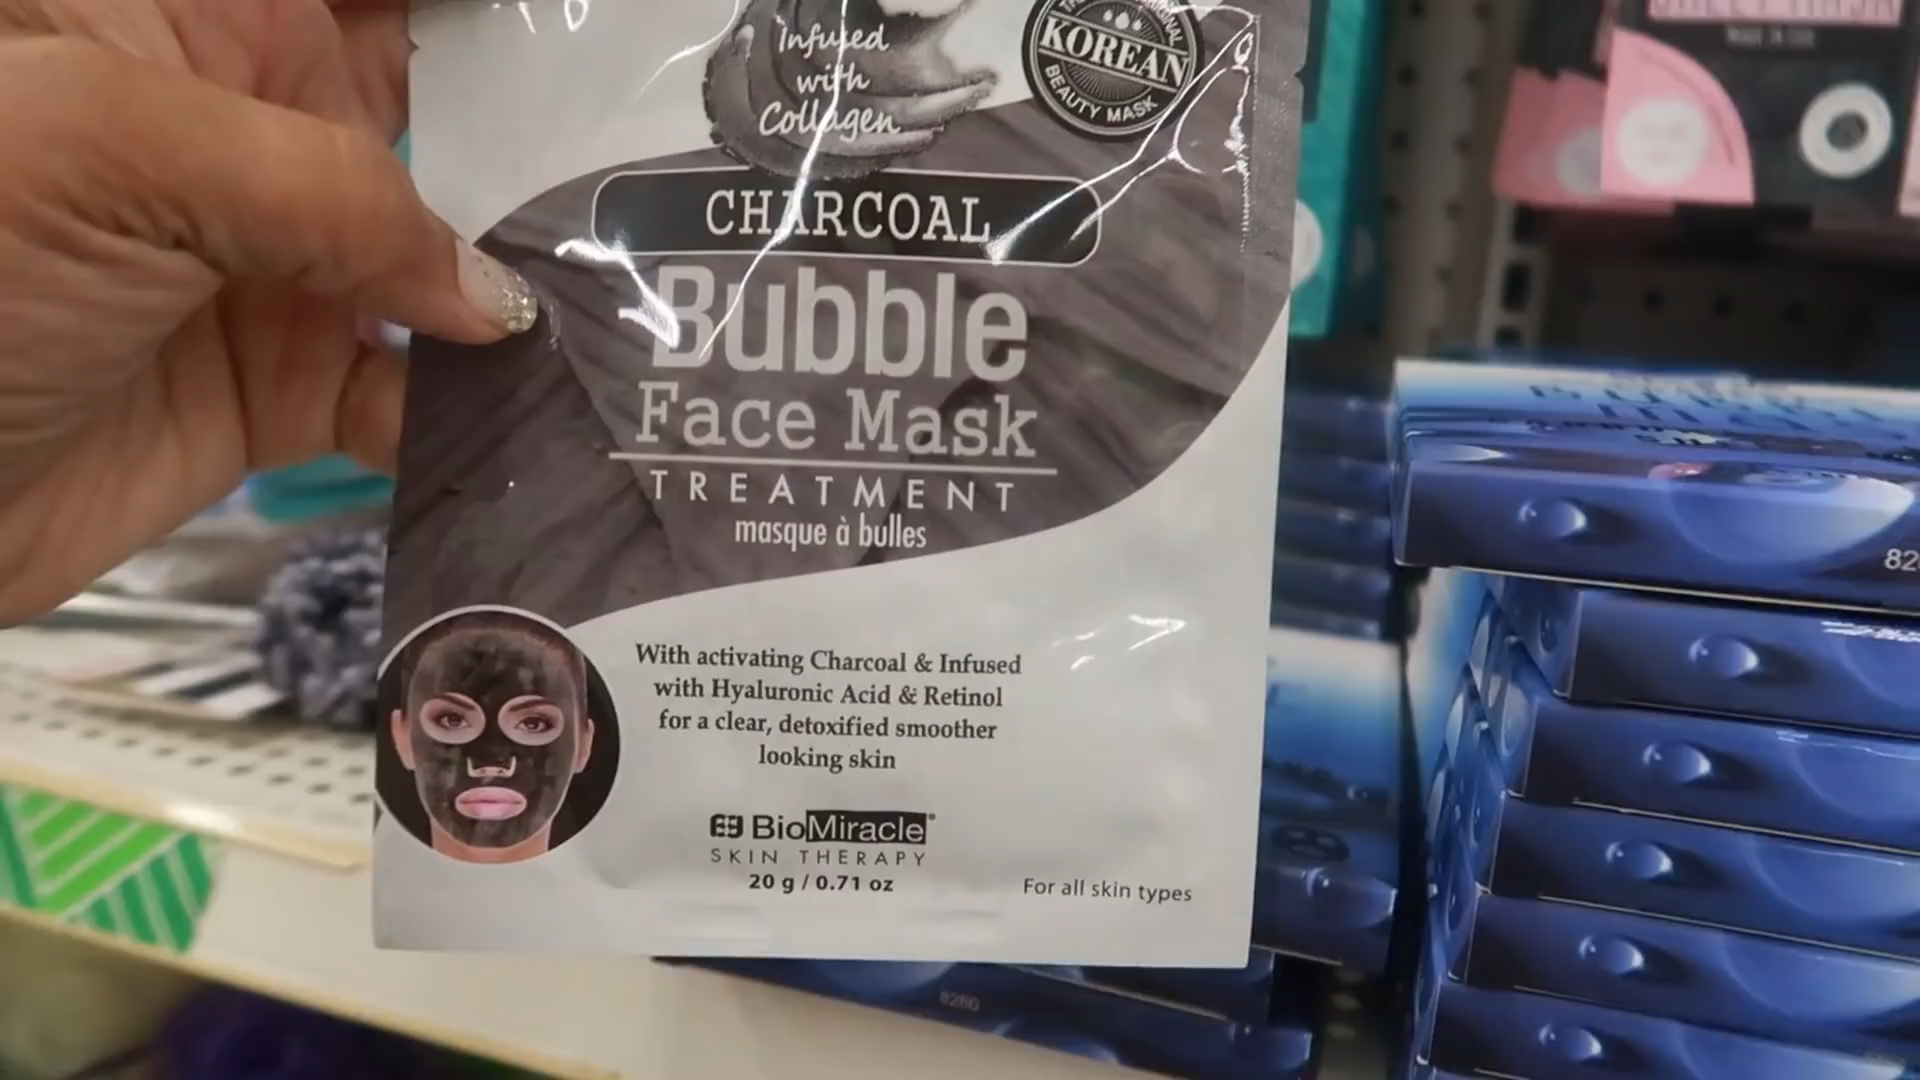 Infused
with
Collagen
KOREAN
BEAUTY MASK
CHARCOAL
Bubble
Face Mask
TREATMENT
masque à bulles
With activating Charcoal & Infused
with Hyaluronic Acid & Retinol
for a clear, detoxified smoother
looking skin
BioMiracle
SKIN THERAPY
20 g / 0.71 oz
For all skin types
8280